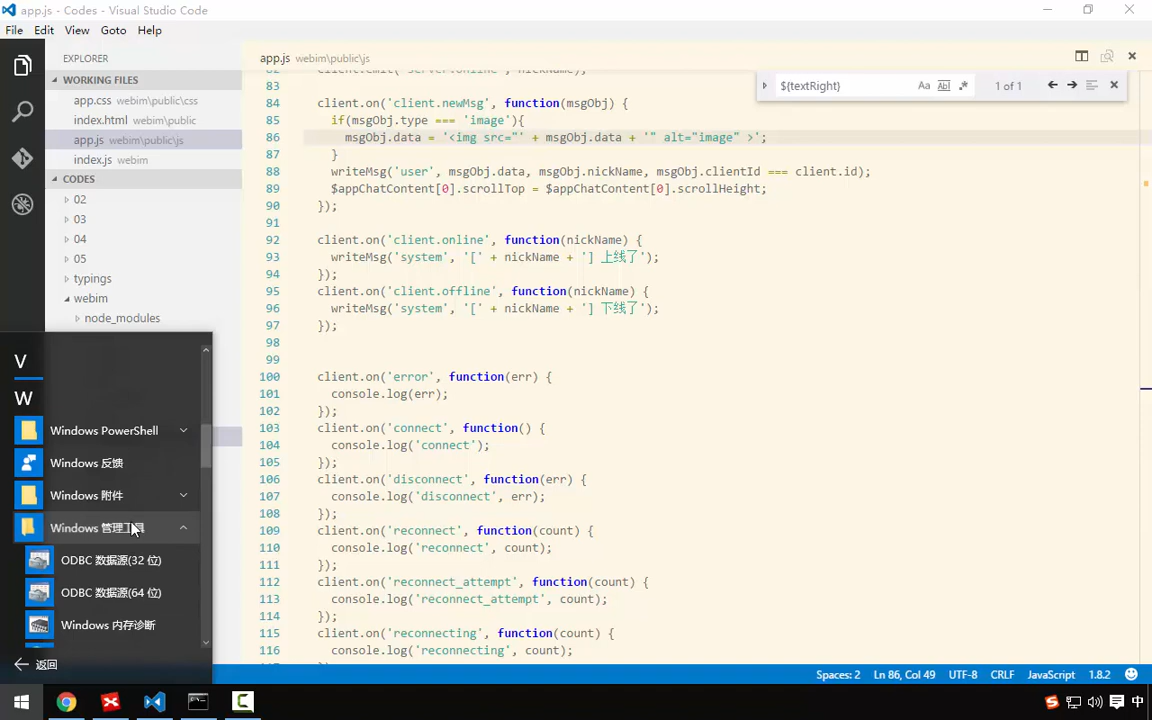 app.js - Codes - Visual Studio Code
File Edit View Goto Help
EXPLORER
WORKING FILES
app.css webim\public\css
index.html webim\public
app.js webim\public\js
index.js webim
CODES
02
03
04
05
typings
webim
node_modules
V
W
Windows PowerShell
Windows 反馈
Windows 附件
Windows 管理工具
ODBC 数据源(32 位)
ODBC 数据源(64 位)
Windows 内存诊断
返回
app.js webim\public\js
${textRight} Aa Abl .* 1 of 1
82 client.emit('server.online', nickName);
83
84 client.on('client.newMsg', function(msgObj) {
85 if(msgObj.type === 'image'){
86 msgObj.data = '<img src="' + msgObj.data + '" alt="image" >';
87 }
88 writeMsg('user', msgObj.data, msgObj.nickName, msgObj.clientId === client.id);
89 $appChatContent[0].scrollTop = $appChatContent[0].scrollHeight;
90 });
91
92 client.on('client.online', function(nickName) {
93 writeMsg('system', '[' + nickName + '] 上线了');
94 });
95 client.on('client.offline', function(nickName) {
96 writeMsg('system', '[' + nickName + '] 下线了');
97 });
98
99
100 client.on('error', function(err) {
101 console.log(err);
102 });
103 client.on('connect', function() {
104 console.log('connect');
105 });
106 client.on('disconnect', function(err) {
107 console.log('disconnect', err);
108 });
109 client.on('reconnect', function(count) {
110 console.log('reconnect', count);
111 });
112 client.on('reconnect_attempt', function(count) {
113 console.log('reconnect_attempt', count);
114 });
115 client.on('reconnecting', function(count) {
116 console.log('reconnecting', count);
Spaces: 2 Ln 86, Col 49 UTF-8 CRLF JavaScript 1.8.2
中